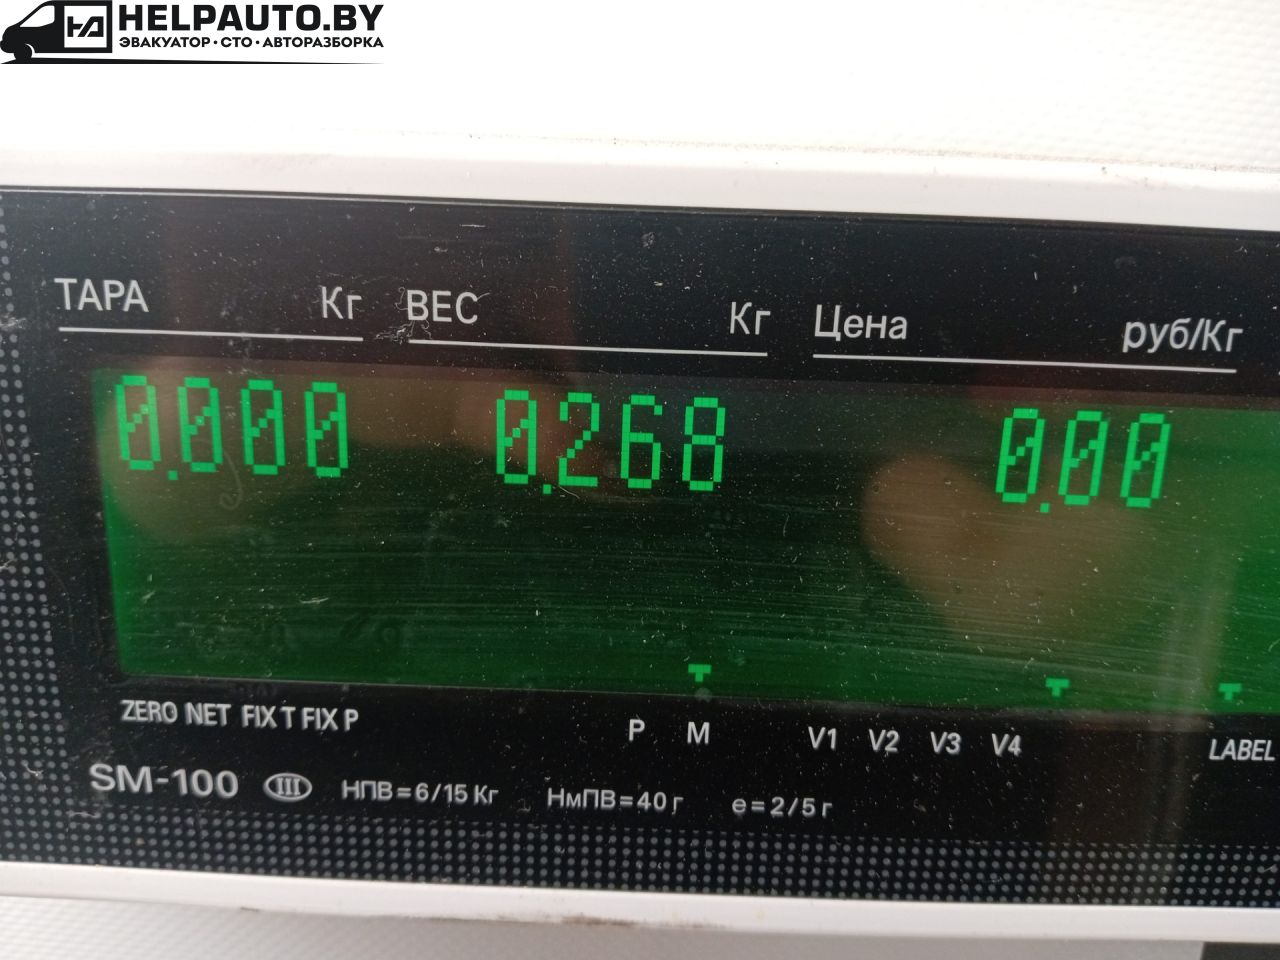 HELPAUTO.BY
ЭВАКУАТОР·СТО·АВТОРАЗБОРКА
ТАРА Кг ВЕС Кг Цена руб/Кг
0.000 0.268 0.00
ZERO NET FIX T FIX P P M V1 V2 V3 V4 LABEL
SM-100 III НПВ=6/15 Кг НмПВ=40 г e=2/5 г